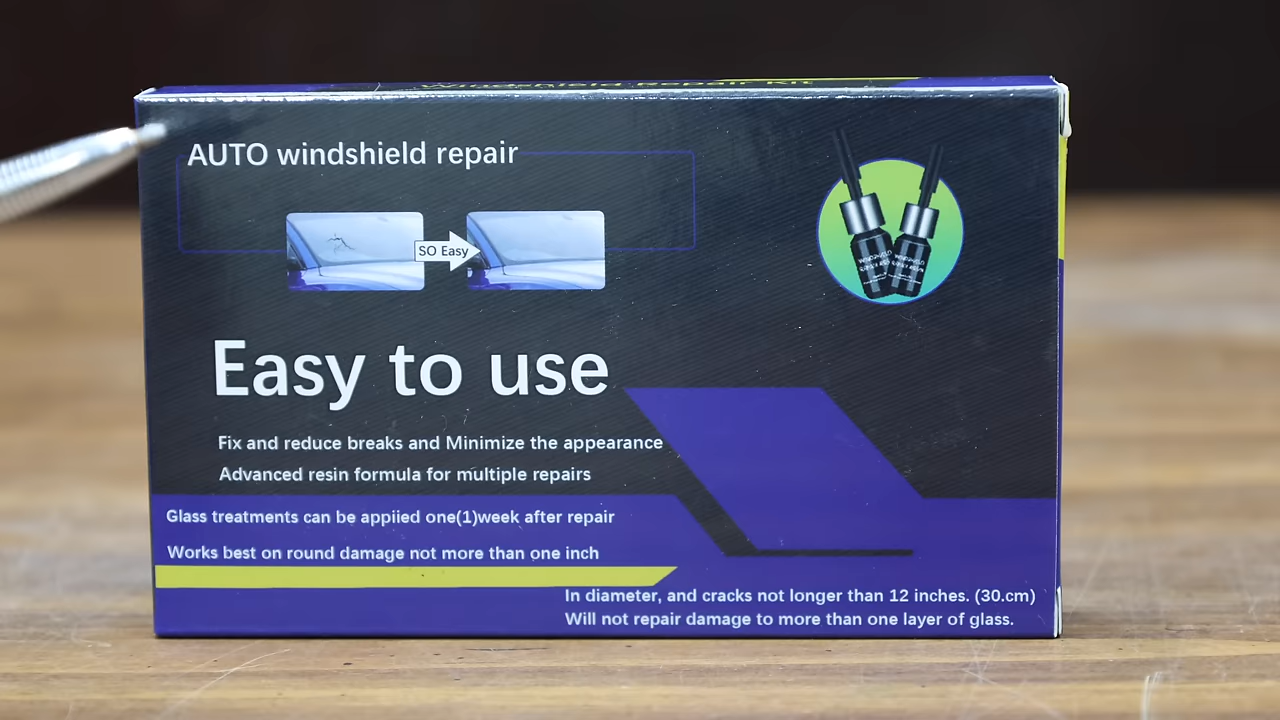 Windshield Repair Kit
AUTO windshield repair
SO Easy
Easy to use
Fix and reduce breaks and Minimize the appearance
Advanced resin formula for multiple repairs
Glass treatments can be appiied one(1)week after repair
Works best on round damage not more than one inch
In diameter, and cracks not longer than 12 inches. (30.cm)
Will not repair damage to more than one layer of glass.